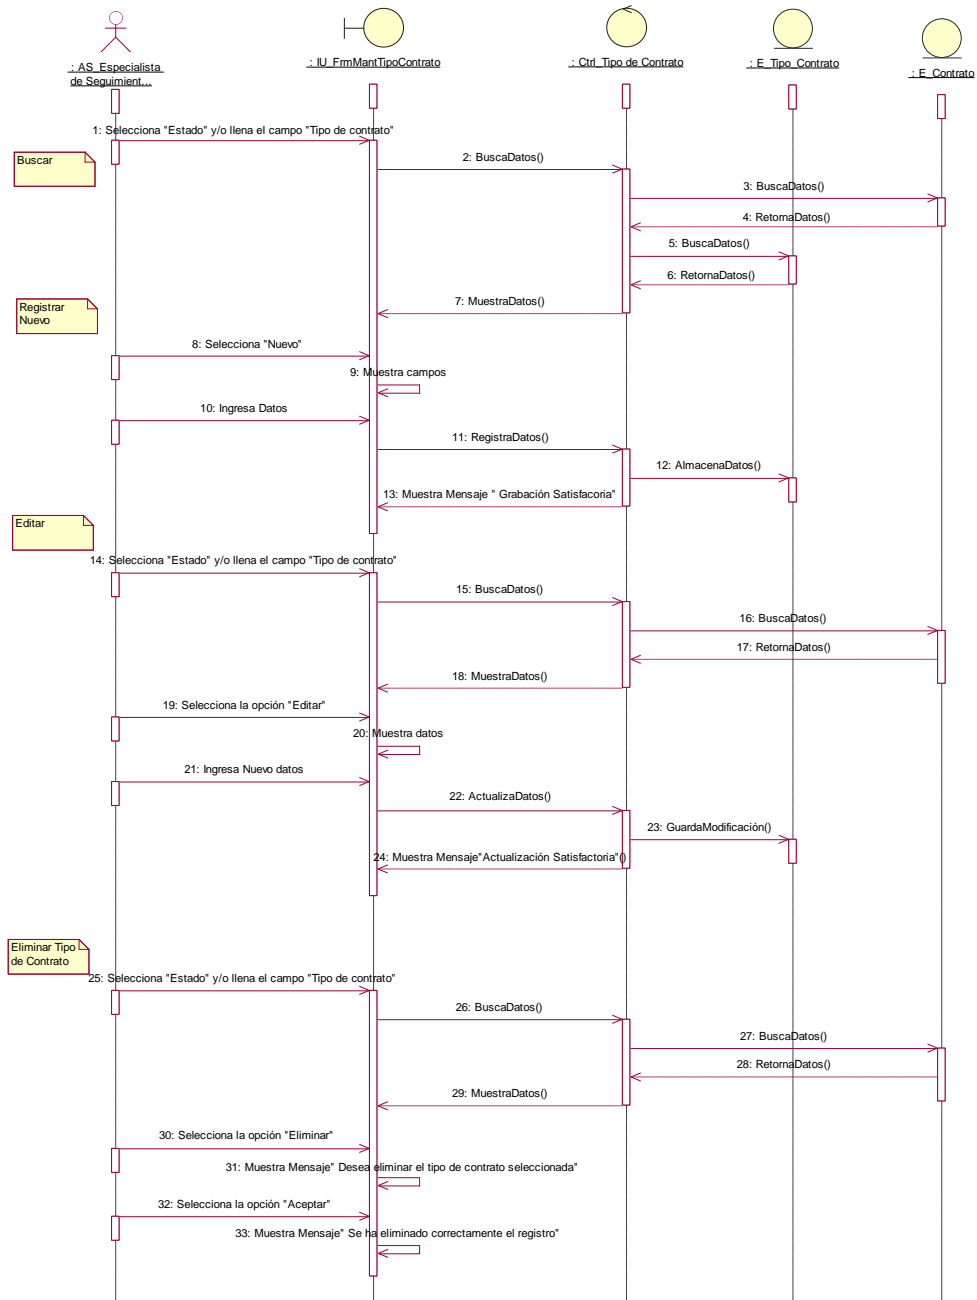 : AS_Especialista
de Seguimient...
: IU_FrmMantTipoContrato
: Ctrl_Tipo de Contrato
: E_Tipo_Contrato
: E_Contrato
1: Selecciona "Estado" y/o llena el campo "Tipo de contrato"
Buscar
2: BuscaDatos()
3: BuscaDatos()
4: RetornaDatos()
5: BuscaDatos()
6: RetornaDatos()
7: MuestraDatos()
Registrar
Nuevo
8: Selecciona "Nuevo"
9: Muestra campos
10: Ingresa Datos
11: RegistraDatos()
12: AlmacenaDatos()
13: Muestra Mensaje " Grabación Satisfacoria"
Editar
14: Selecciona "Estado" y/o llena el campo "Tipo de contrato"
15: BuscaDatos()
16: BuscaDatos()
17: RetornaDatos()
18: MuestraDatos()
19: Selecciona la opción "Editar"
20: Muestra datos
21: Ingresa Nuevo datos
22: ActualizaDatos()
23: GuardaModificación()
24: Muestra Mensaje"Actualización Satisfactoria"()
Eliminar Tipo
de Contrato
25: Selecciona "Estado" y/o llena el campo "Tipo de contrato"
26: BuscaDatos()
27: BuscaDatos()
28: RetornaDatos()
29: MuestraDatos()
30: Selecciona la opción "Eliminar"
31: Muestra Mensaje" Desea eliminar el tipo de contrato seleccionada"
32: Selecciona la opción "Aceptar"
33: Muestra Mensaje" Se ha eliminado correctamente el registro"